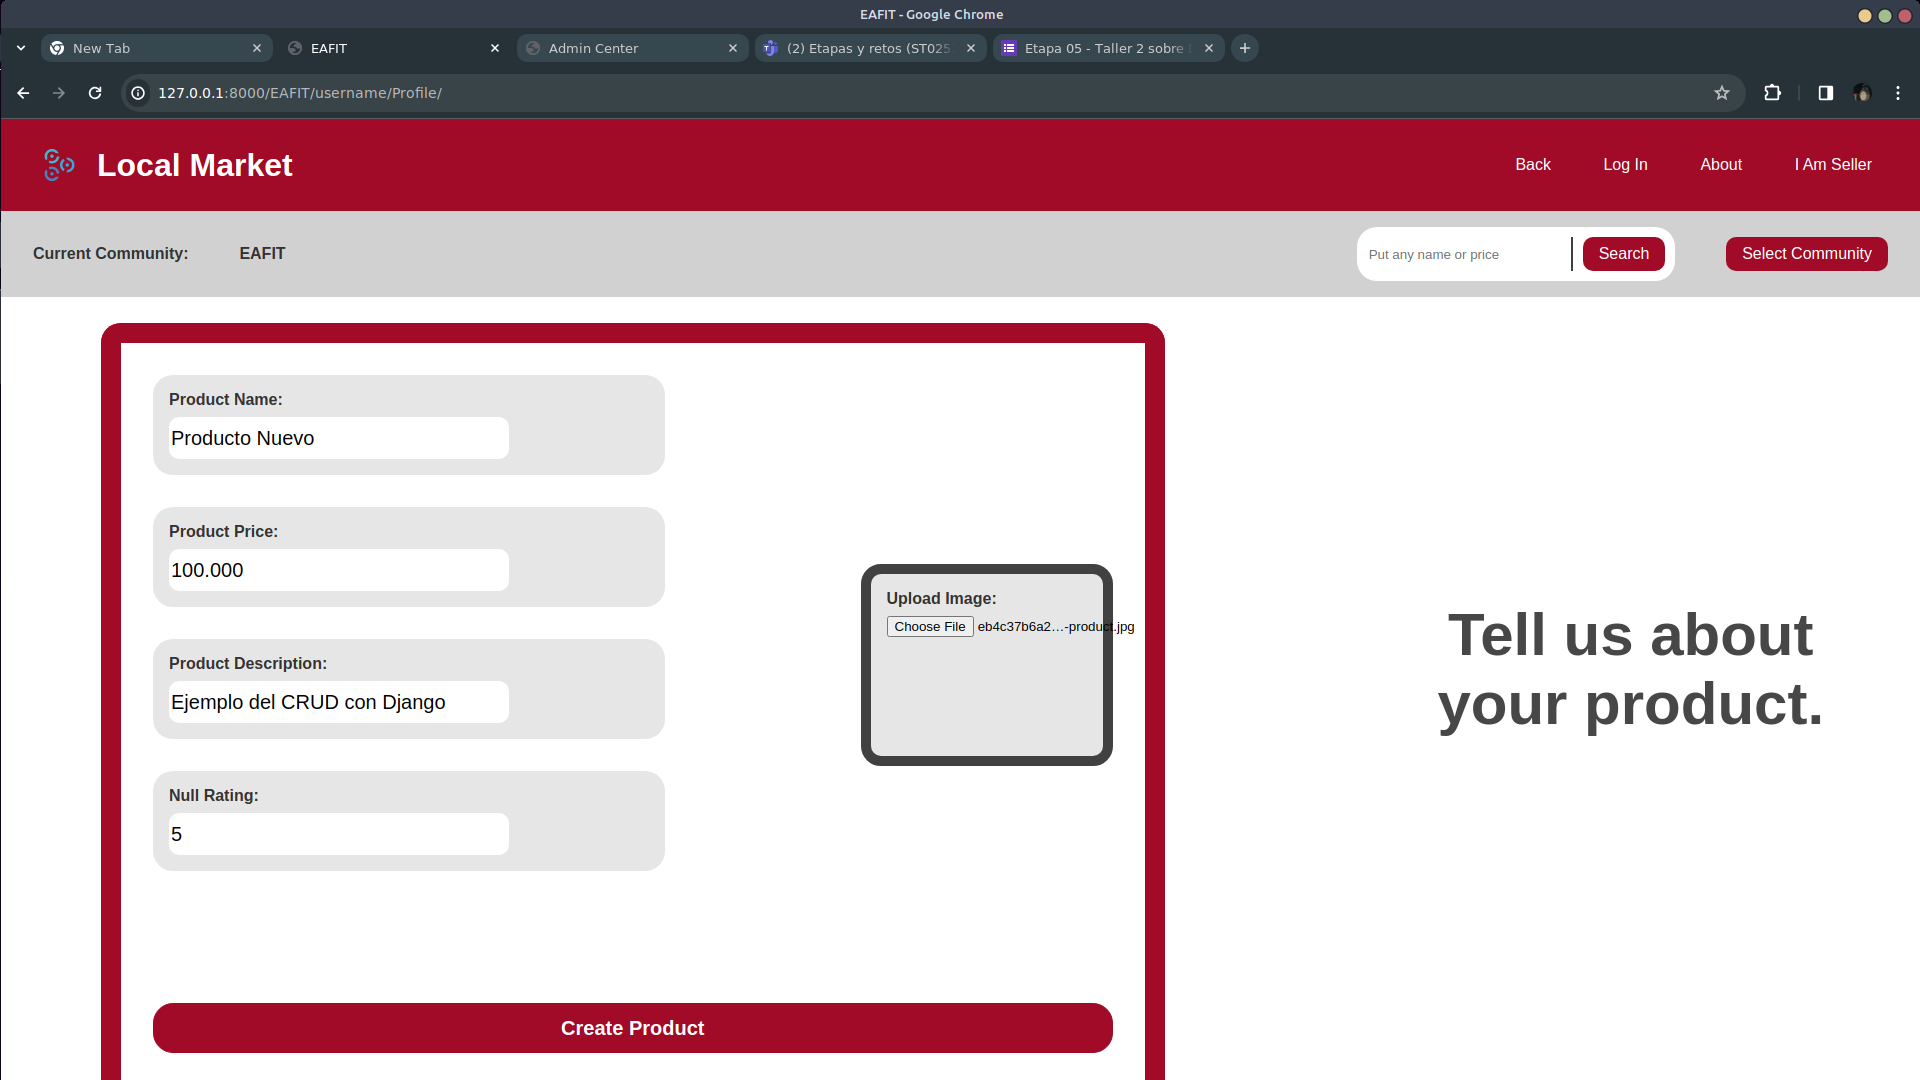 EAFIT - Google Chrome
New Tab
EAFIT
Admin Center
(2) Etapas y retos (ST025
Etapa 05 - Taller 2 sobre
127.0.0.1:8000/EAFIT/username/Profile/
Local Market
Back
Log In
About
I Am Seller
Current Community:
EAFIT
Put any name or price
Search
Select Community
Product Name:
Producto Nuevo
Product Price:
100.000
Product Description:
Ejemplo del CRUD con Django
Null Rating:
5
Upload Image:
Choose File eb4c37b6a2...-product.jpg
Create Product
Tell us about
your product.